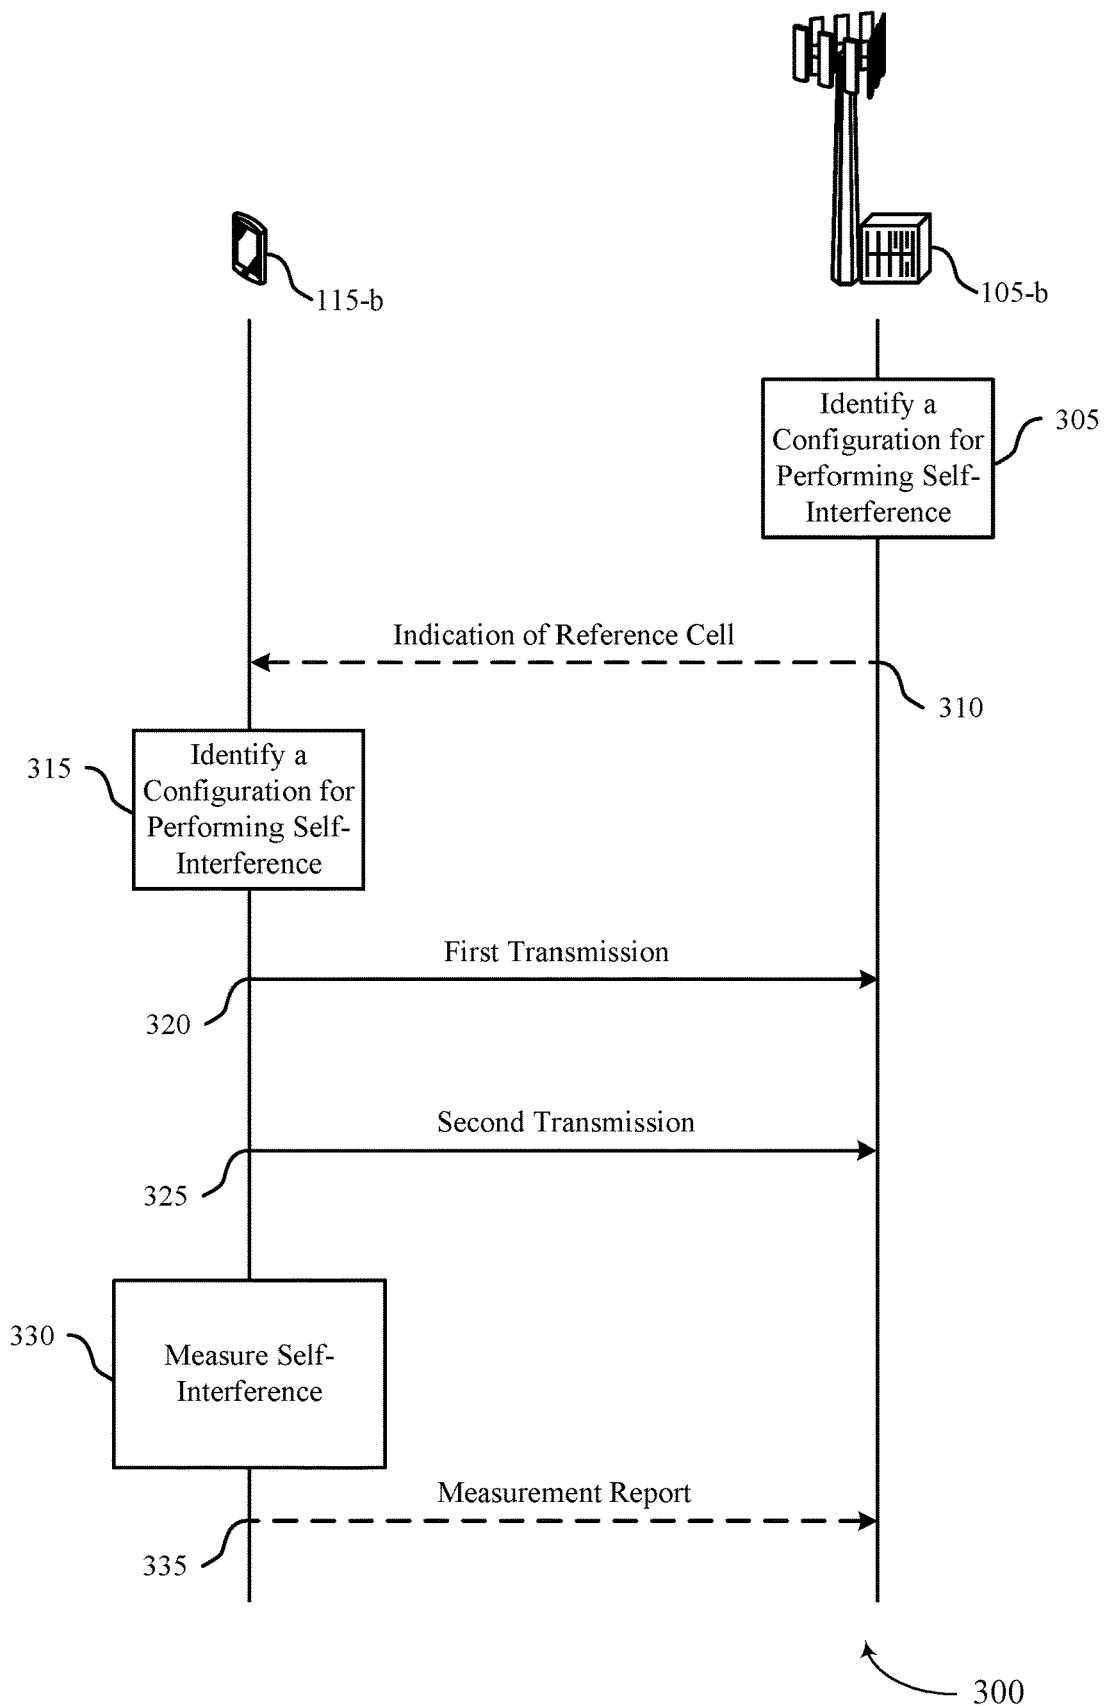 115-b
105-b
Identify a
Configuration for
Performing Self-
Interference
305
Indication of Reference Cell
310
315
Identify a
Configuration for
Performing Self-
Interference
First Transmission
320
Second Transmission
325
330
Measure Self-
Interference
Measurement Report
335
300